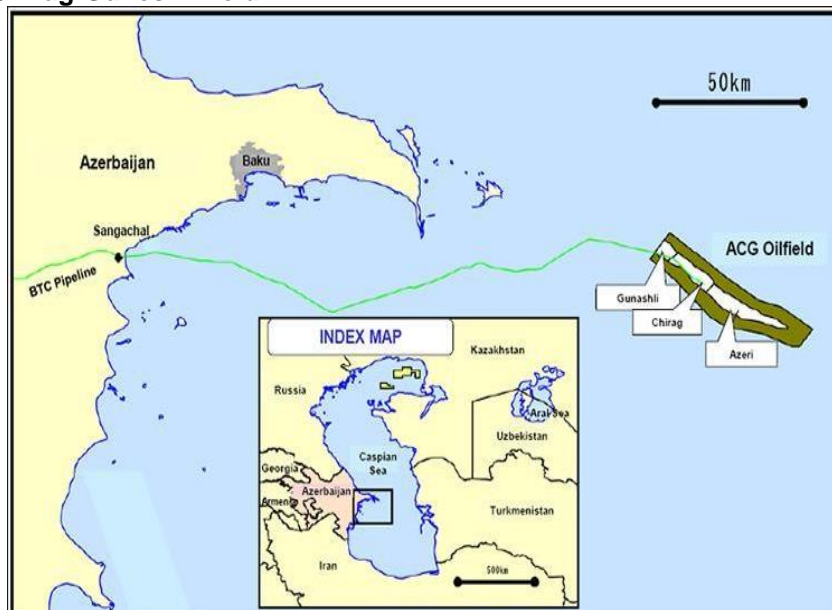 50km
Azerbaijan
Baku
Sangachal
BTC Pipeline
ACG Oilfield
Gunashli
Chirag
Azeri
INDEX MAP
Kazakhstan
Russia
Aral Sea
Uzbekistan
Caspian
Sea
Georgia
Azerbaijan
Armenia
Turkmenistan
Iran
500km